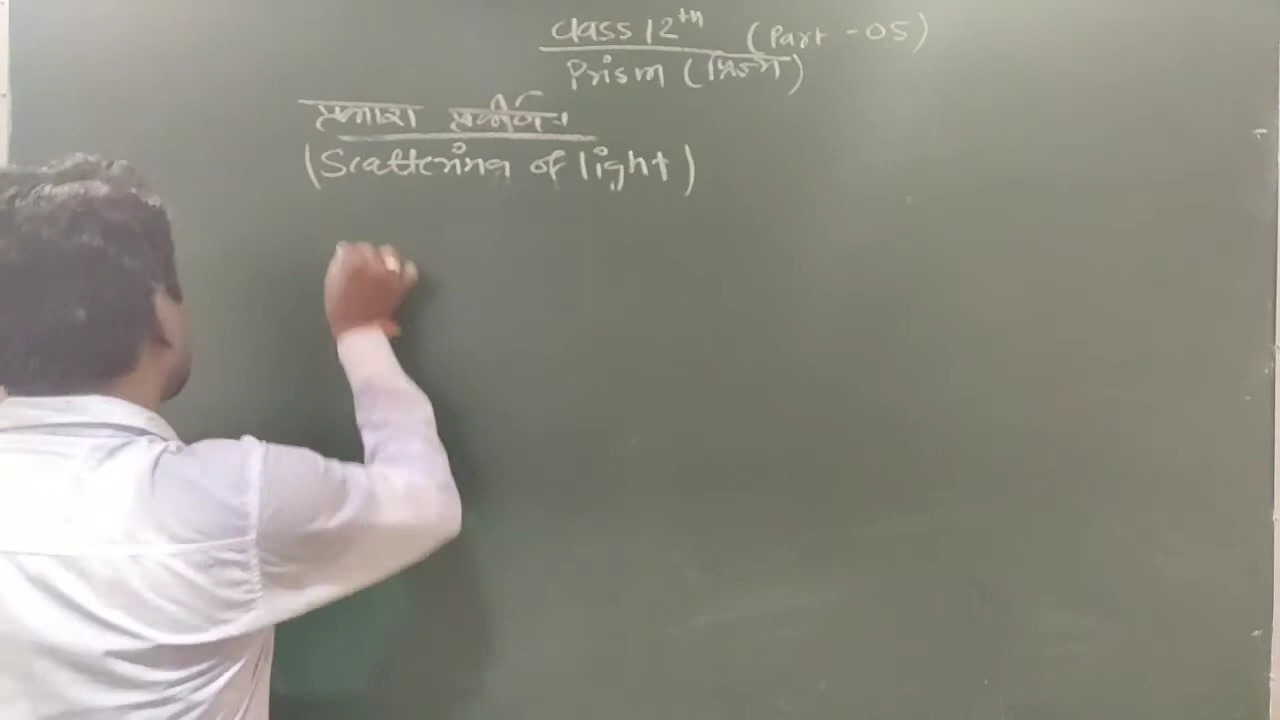 Class 12th (Part - 05)
Prism (प्रिज्म)
प्रकाश प्रकीर्णन
(Scattering of light)